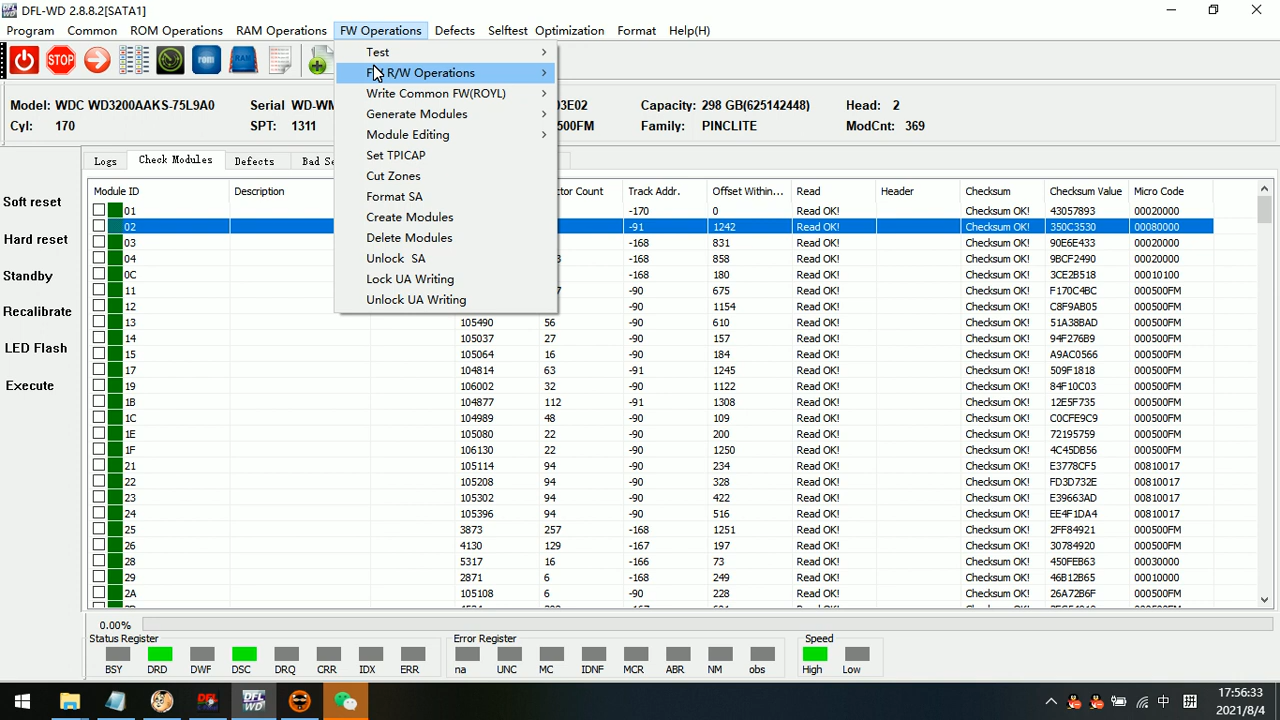 DFL-WD 2.8.8.2[SATA1]
Program Common ROM Operations RAM Operations FW Operations Defects Selftest Optimization Format Help(H)
STOP rom RAM
Model: WDC WD3200AAKS-75L9A0 Serial WD-WM 03E02 Capacity: 298 GB(625142448) Head: 2
Cyl: 170 SPT: 1311 500FM Family: PINCLITE ModCnt: 369
Test
R/W Operations
Write Common FW(ROYL)
Generate Modules
Module Editing
Set TPICAP
Cut Zones
Format SA
Create Modules
Delete Modules
Unlock SA
Lock UA Writing
Unlock UA Writing
Soft reset
Hard reset
Standby
Recalibrate
LED Flash
Execute
Logs Check Modules Defects Bad Se
Module ID Description tor Count Track Addr. Offset Within... Read Header Checksum Checksum Value Micro Code
01 -170 0 Read OK! Checksum OK! 43057893 00020000
02 -91 1242 Read OK! Checksum OK! 350C3530 00080000
03 -168 831 Read OK! Checksum OK! 90E6E433 00020000
04 -168 858 Read OK! Checksum OK! 9BCF2490 00020000
0C -168 180 Read OK! Checksum OK! 3CE2B518 00010100
11 -90 675 Read OK! Checksum OK! F170C4BC 000500FM
12 -90 1154 Read OK! Checksum OK! C8F9AB05 000500FM
13 105490 56 -90 610 Read OK! Checksum OK! 51A38BAD 000500FM
14 105037 27 -90 157 Read OK! Checksum OK! 94F276B9 000500FM
15 105064 16 -90 184 Read OK! Checksum OK! A9AC0566 000500FM
17 104814 63 -91 1245 Read OK! Checksum OK! 509F1818 000500FM
19 106002 32 -90 1122 Read OK! Checksum OK! 84F10C03 000500FM
1B 104877 112 -91 1308 Read OK! Checksum OK! 12E5F735 000500FM
1C 104989 48 -90 109 Read OK! Checksum OK! C0CFE9C9 000500FM
1E 105080 22 -90 200 Read OK! Checksum OK! 72195759 000500FM
1F 106130 22 -90 1250 Read OK! Checksum OK! 4C45DB56 000500FM
21 105114 94 -90 234 Read OK! Checksum OK! E3778CF5 00810017
22 105208 94 -90 328 Read OK! Checksum OK! FD3D732E 00810017
23 105302 94 -90 422 Read OK! Checksum OK! E39663AD 00810017
24 105396 94 -90 516 Read OK! Checksum OK! EE4F1DA4 00810017
25 3873 257 -168 1251 Read OK! Checksum OK! 2FF84921 000500FM
26 4130 129 -167 197 Read OK! Checksum OK! 30784920 000500FM
28 5317 16 -166 73 Read OK! Checksum OK! 450FEB63 00030000
29 2871 6 -168 249 Read OK! Checksum OK! 46B12B65 00010000
2A 105108 6 -90 228 Read OK! Checksum OK! 26A72B6F 000500FM
0.00%
Status Register Error Register Speed
BSY DRD DWF DSC DRQ CRR IDX ERR na UNC MC IDNF MCR ABR NM obs High Low
DFL WD
中
17:56:33
2021/8/4